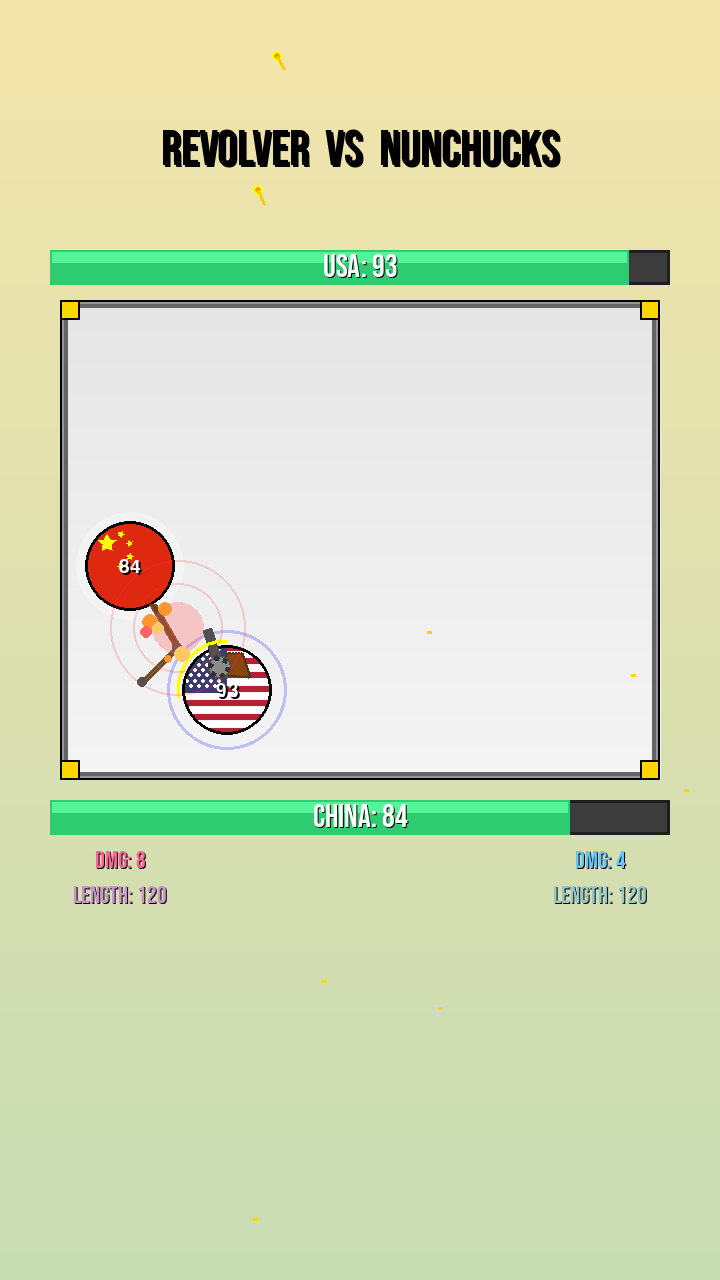 REVOLVER VS NUNCHUCKS
USA: 93
84
93
CHINA: 84
DMG: 8
DMG: 4
LENGTH: 120
LENGTH: 120